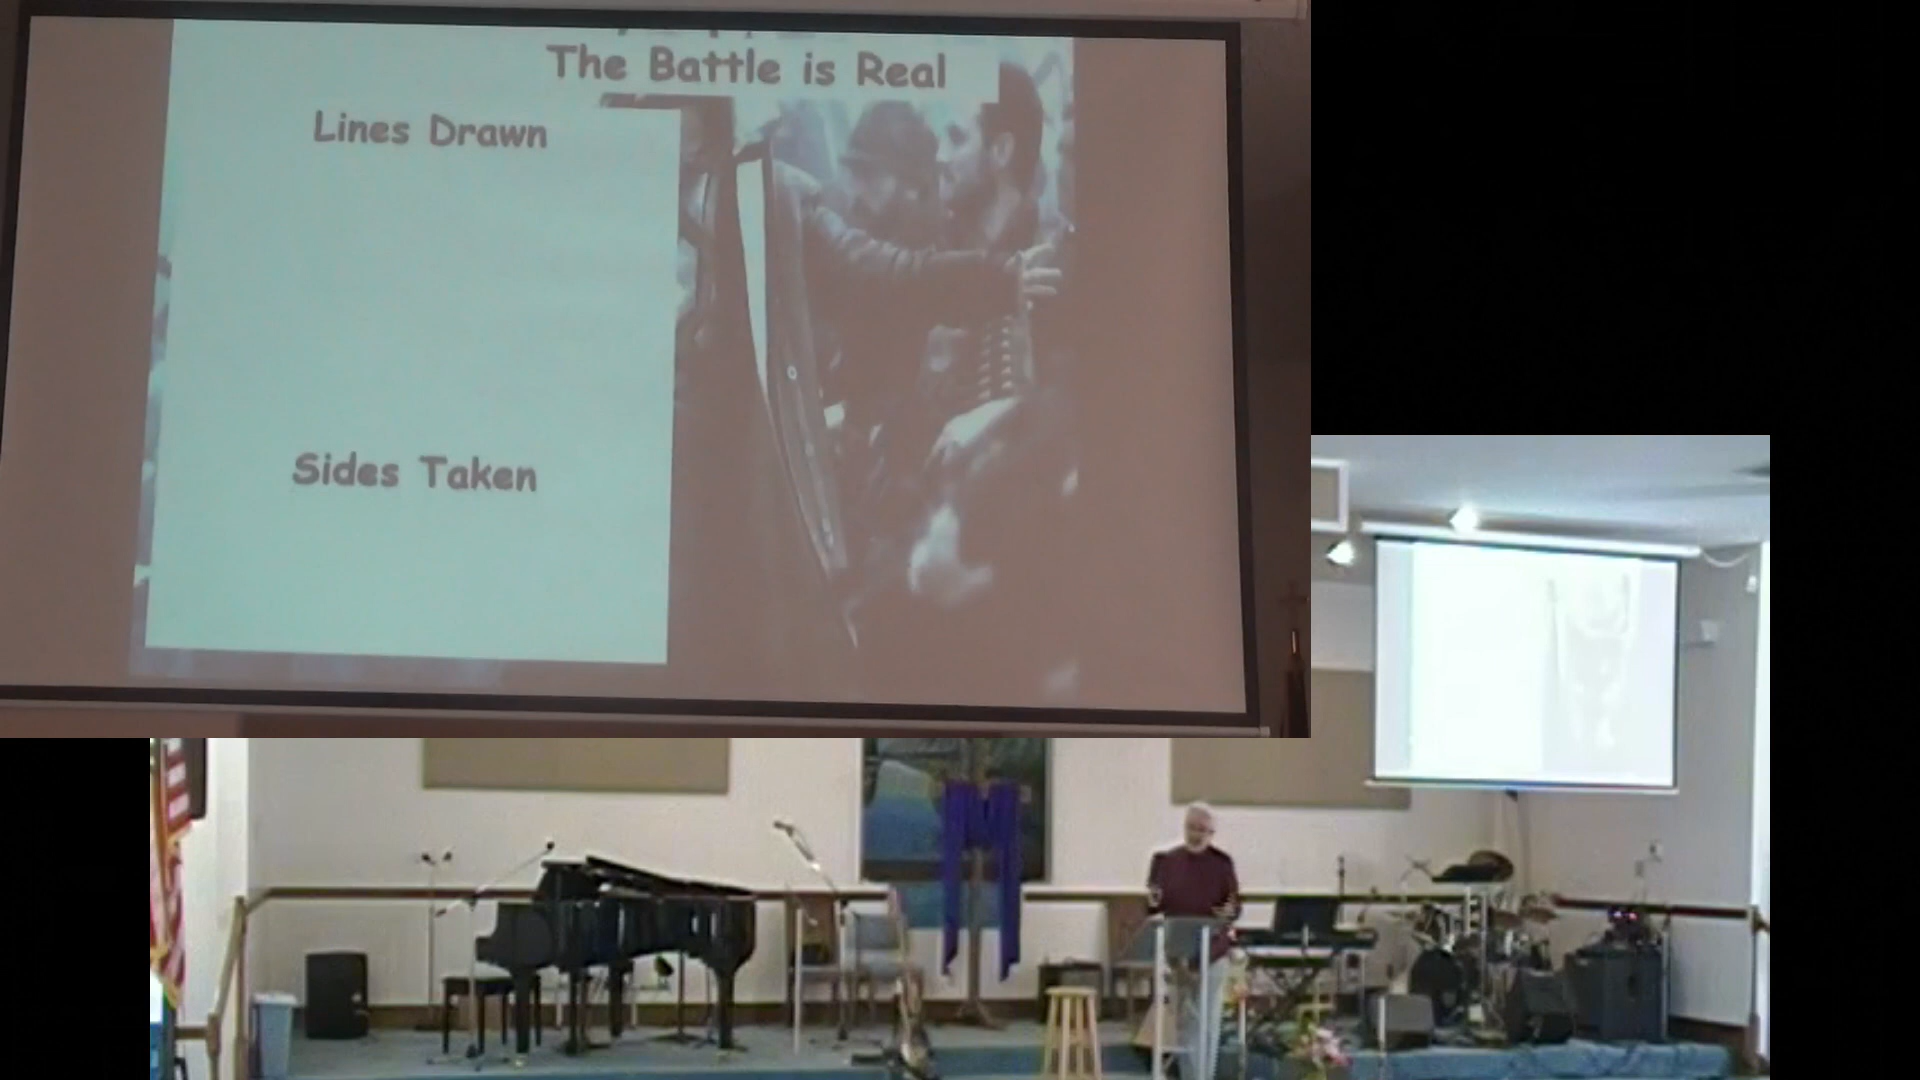 The Battle is Real
Lines Drawn
Sides Taken